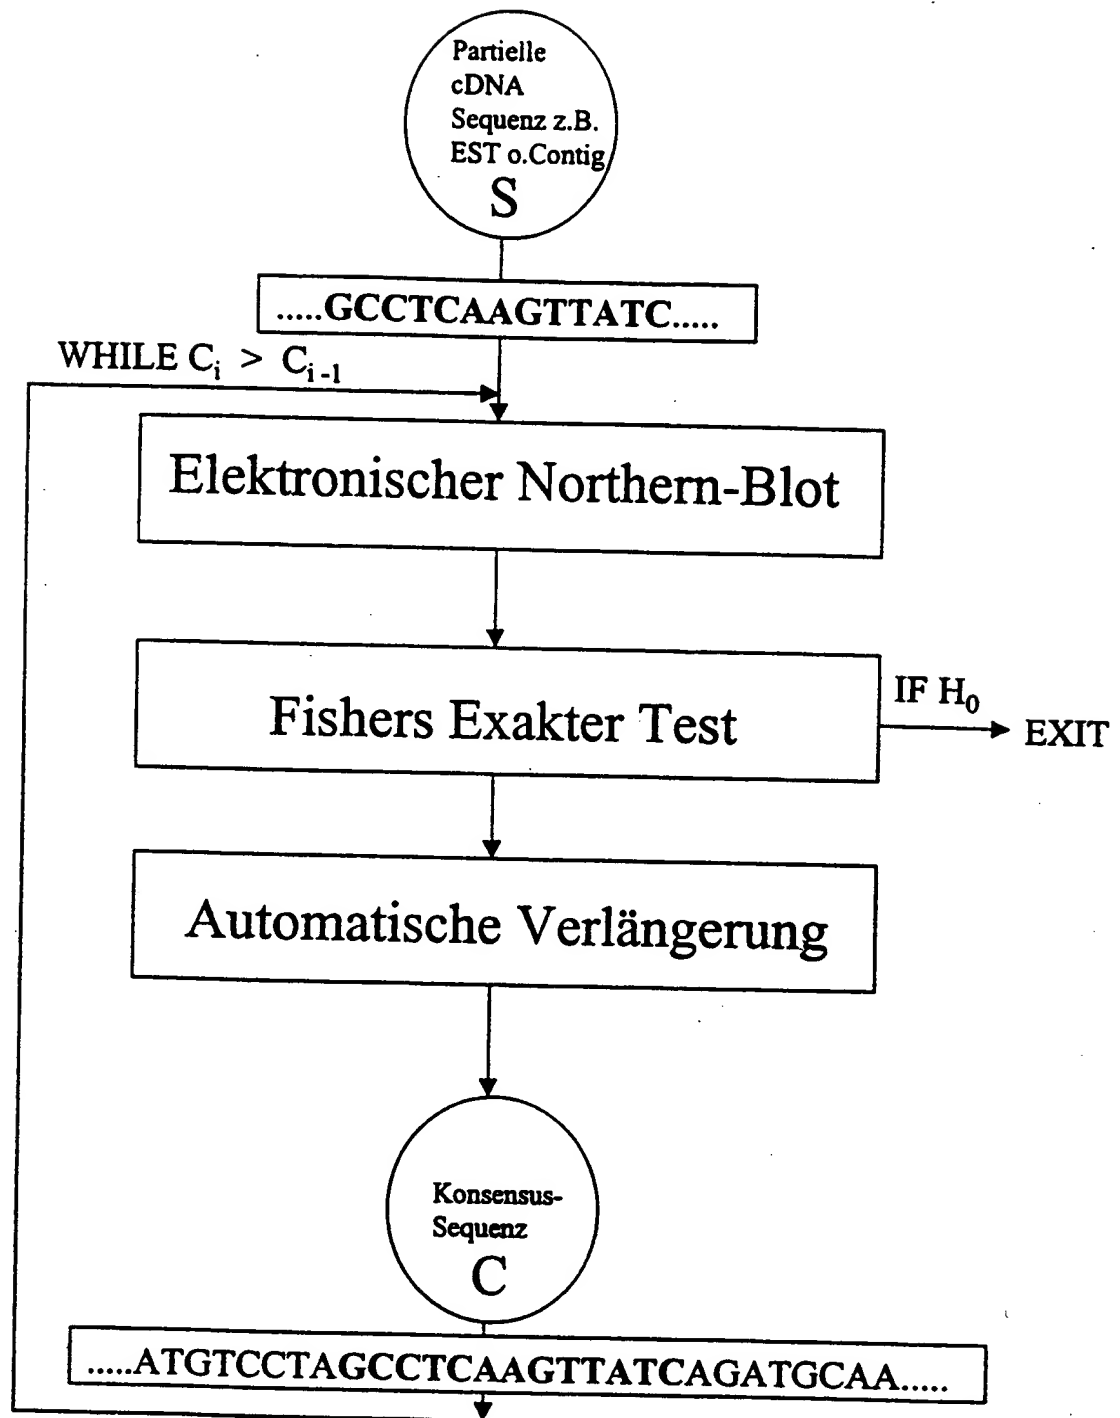 Partielle
cDNA
Sequenz z.B.
EST o.Contig
S
.....GCCTCAAGTTATC.....
WHILE Cᵢ > Cᵢ₋₁
Elektronischer Northern-Blot
Fishers Exakter Test
IF H₀
EXIT
Automatische Verlängerung
Konsensus-
Sequenz
C
.....ATGTCCTAGCCTCAAGTTATCAGATGCAA.....